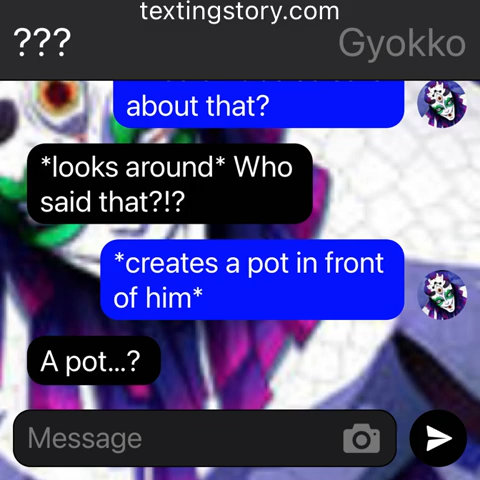 textingstory.com
???
Gyokko
about that?
*looks around* Who
said that?!?
*creates a pot in front
of him*
A pot...?
Message